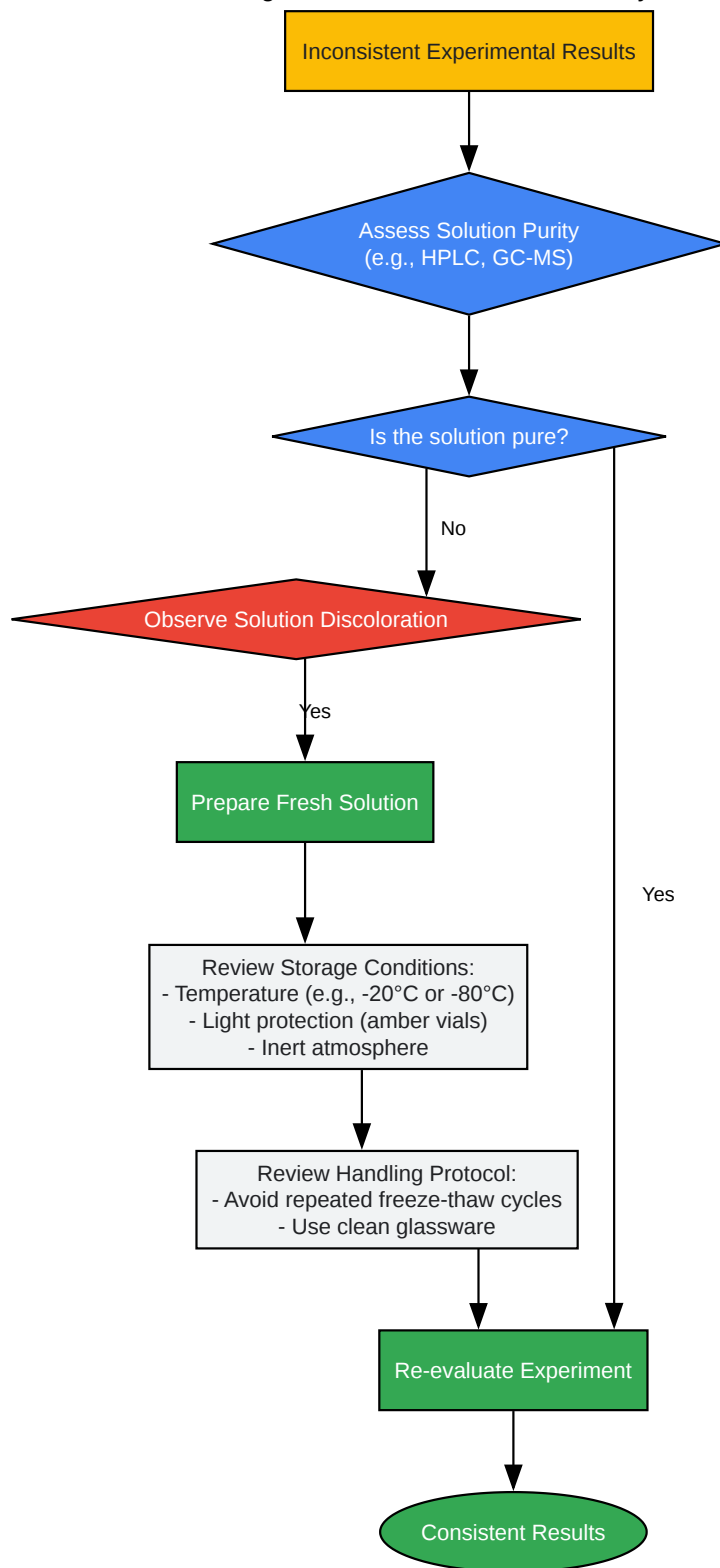 Inconsistent Experimental Results
Assess Solution Purity
(e.g., HPLC, GC-MS)
Is the solution pure?
No
Observe Solution Discoloration
Yes
Prepare Fresh Solution
Yes
Review Storage Conditions:
- Temperature (e.g., -20°C or -80°C)
- Light protection (amber vials)
- Inert atmosphere
Review Handling Protocol:
- Avoid repeated freeze-thaw cycles
- Use clean glassware
Re-evaluate Experiment
Consistent Results